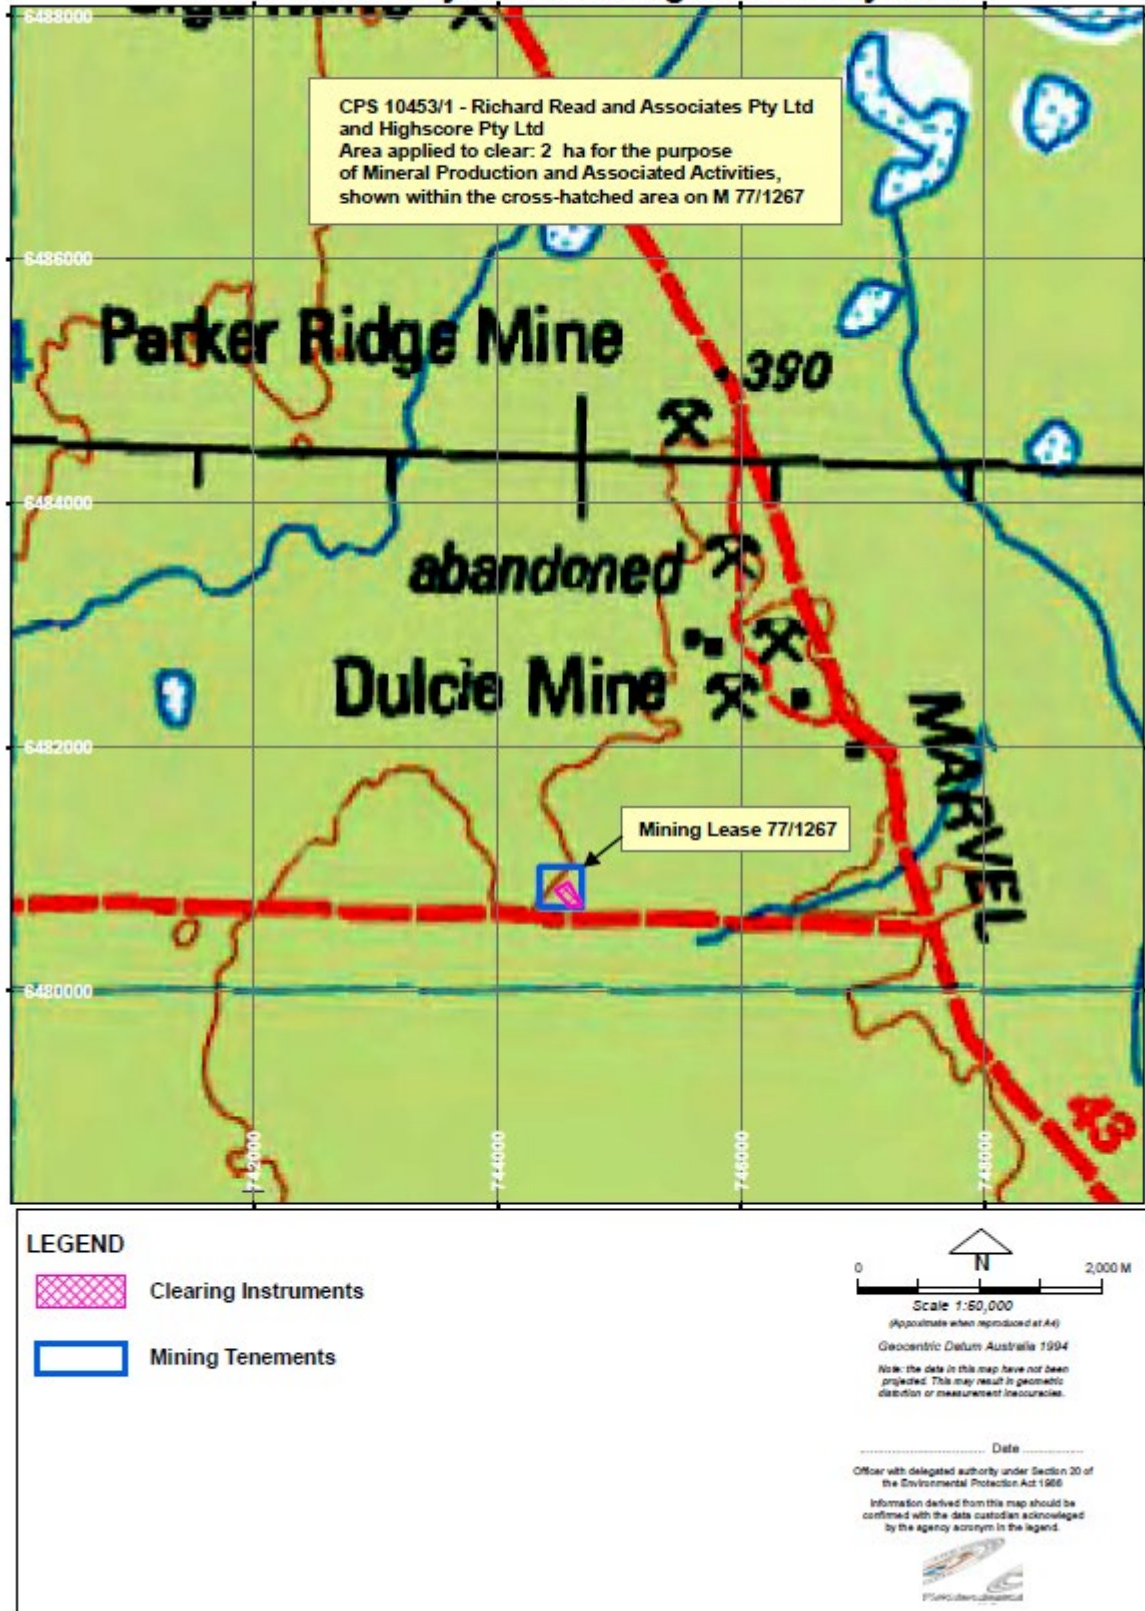 6488000
CPS 10453/1 - Richard Read and Associates Pty Ltd
and Highscore Pty Ltd
Area applied to clear: 2 ha for the purpose
of Mineral Production and Associated Activities,
shown within the cross-hatched area on M 77/1267
6486000
Parker Ridge Mine
4
390
6484000
abandoned
Dulcie Mine
6482000
MARVEL
Mining Lease 77/1267
6480000
43
742000
744000
746000
748000
LEGEND
Clearing Instruments
Mining Tenements
N
0 2,000 M
Scale 1:50,000
(Approximate when reproduced at A4)
Geocentric Datum Australia 1994
Note: the data in this map have not been
projected. This may result in geometric
distortion or measurement inaccuracies.
........................ Date ............
Officer with delegated authority under Section 20 of
the Environmental Protection Act 1986
Information derived from this map should be
confirmed with the data custodian acknowleged
by the agency acronym in the legend.